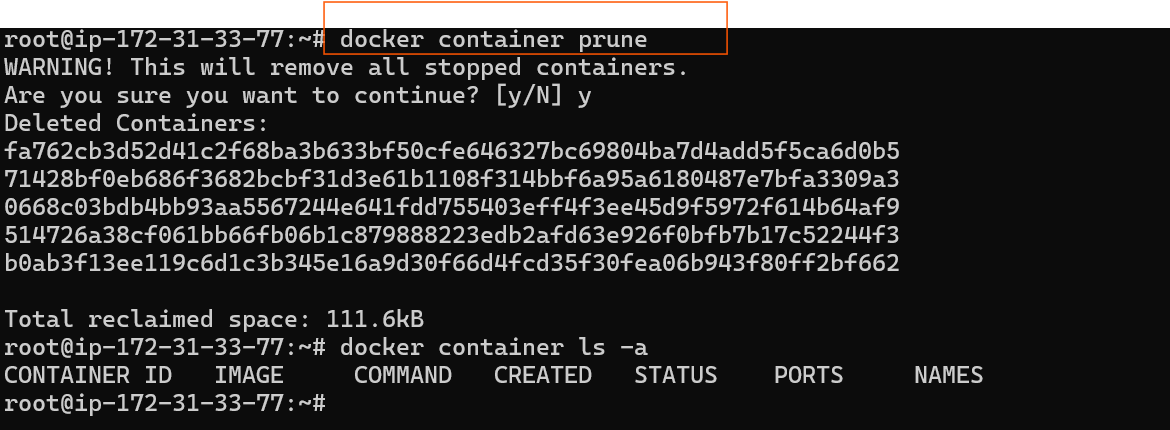 root@ip-172-31-33-77:~# docker container prune
WARNING! This will remove all stopped containers.
Are you sure you want to continue? [y/N] y
Deleted Containers:
fa762cb3d52d41c2f68ba3b633bf50cfe646327bc69804ba7d4add5f5ca6d0b5
71428bf0eb686f3682bcbf31d3e61b1108f314bbf6a95a6180487e7bfa3309a3
0668c03bdb4bb93aa5567244e641fdd755403eff4f3ee45d9f5972f614b64af9
514726a38cf061bb66fb06b1c879888223edb2afd63e926f0bfb7b17c52244f3
b0ab3f13ee119c6d1c3b345e16a9d30f66d4fcd35f30fea06b943f80ff2bf662
Total reclaimed space: 111.6kB
root@ip-172-31-33-77:~# docker container ls -a
CONTAINER ID   IMAGE     COMMAND   CREATED   STATUS    PORTS     NAMES
root@ip-172-31-33-77:~#